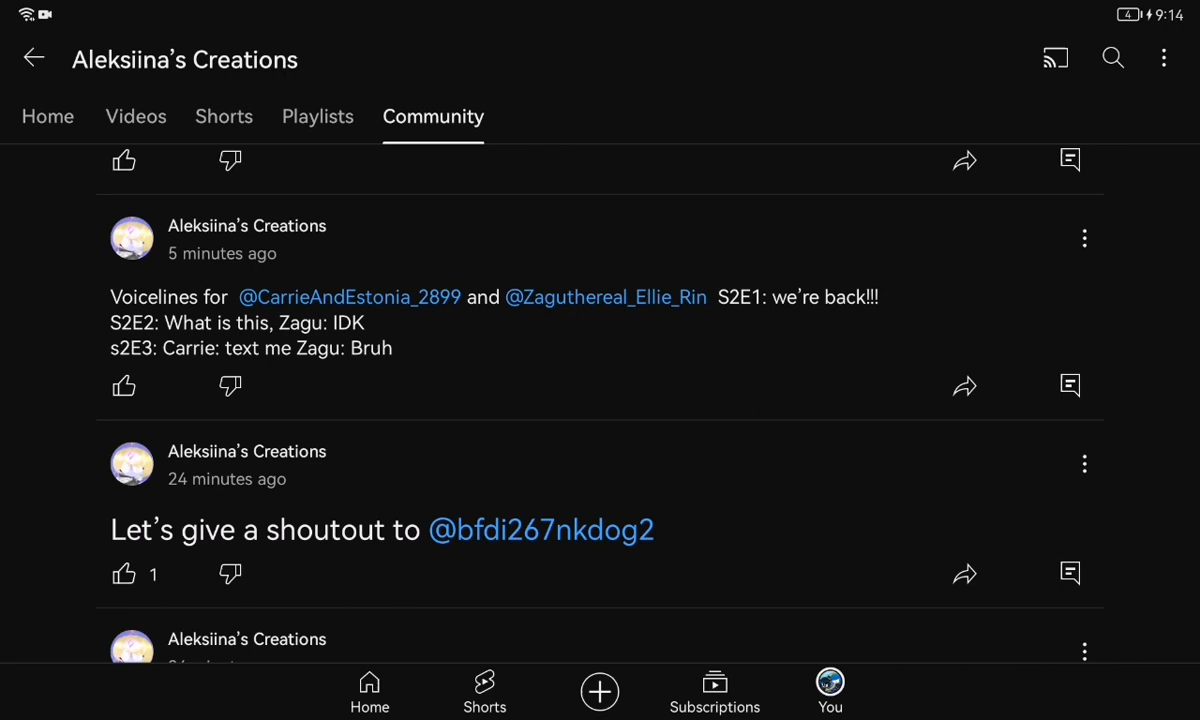 4 9:14
Aleksiina’s Creations
Home Videos Shorts Playlists Community
Aleksiina’s Creations
5 minutes ago
Voicelines for @CarrieAndEstonia_2899 and @Zaguthereal_Ellie_Rin S2E1: we’re back!!!
S2E2: What is this, Zagu: IDK
s2E3: Carrie: text me Zagu: Bruh
Aleksiina’s Creations
24 minutes ago
Let’s give a shoutout to @bfdi267nkdog2
1
Aleksiina’s Creations
Home Shorts Subscriptions You